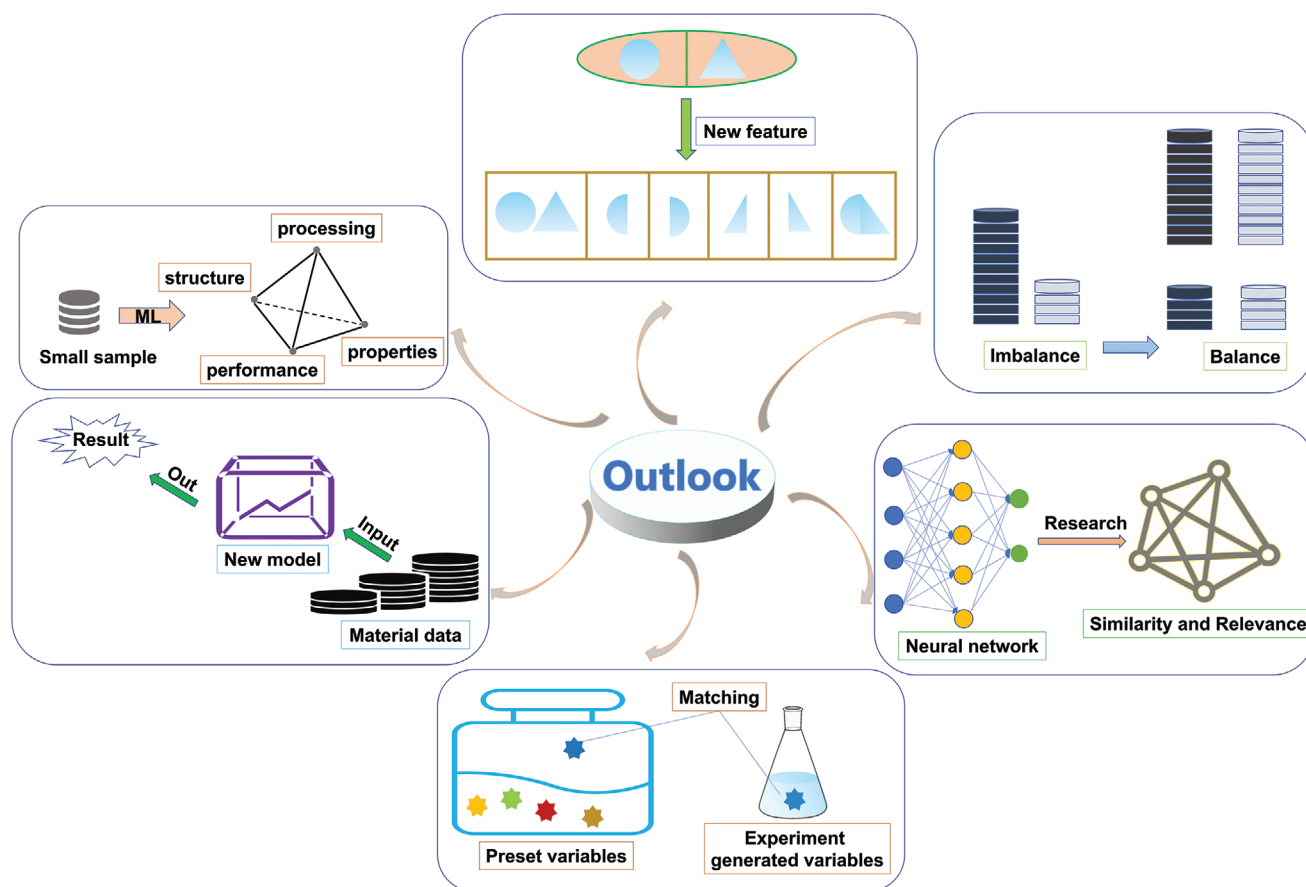 New feature
processing
structure
ML
Small sample
properties
performance
Imbalance
Balance
Result
Out
New model
Input
Material data
Outlook
Research
Neural network
Similarity and Relevance
Matching
Preset variables
Experiment
generated variables